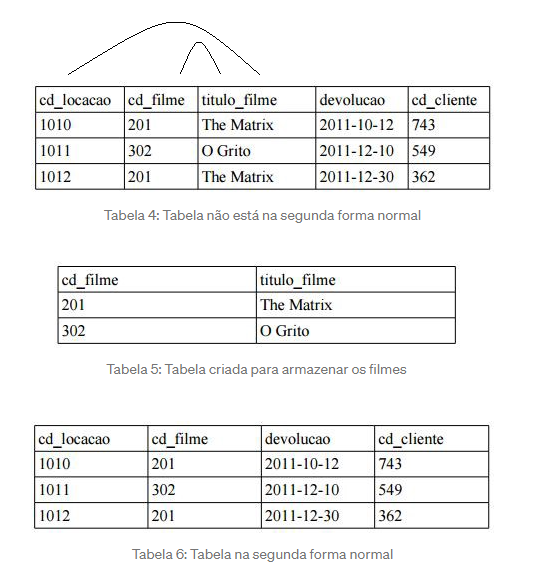 cd_locacao cd_filme titulo_filme devolucao cd_cliente
1010 201 The Matrix 2011-10-12 743
1011 302 O Grito 2011-12-10 549
1012 201 The Matrix 2011-12-30 362
Tabela 4: Tabela não está na segunda forma normal
cd_filme titulo_filme
201 The Matrix
302 O Grito
Tabela 5: Tabela criada para armazenar os filmes
cd_locacao cd_filme devolucao cd_cliente
1010 201 2011-10-12 743
1011 302 2011-12-10 549
1012 201 2011-12-30 362
Tabela 6: Tabela na segunda forma normal